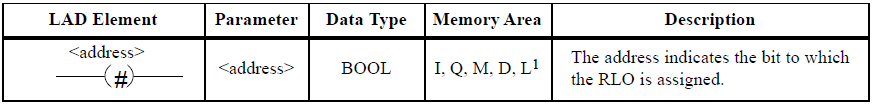 LAD Element Parameter Data Type Memory Area Description
<address>
(#) <address> BOOL I, Q, M, D, L1 The address indicates the bit to which
the RLO is assigned.